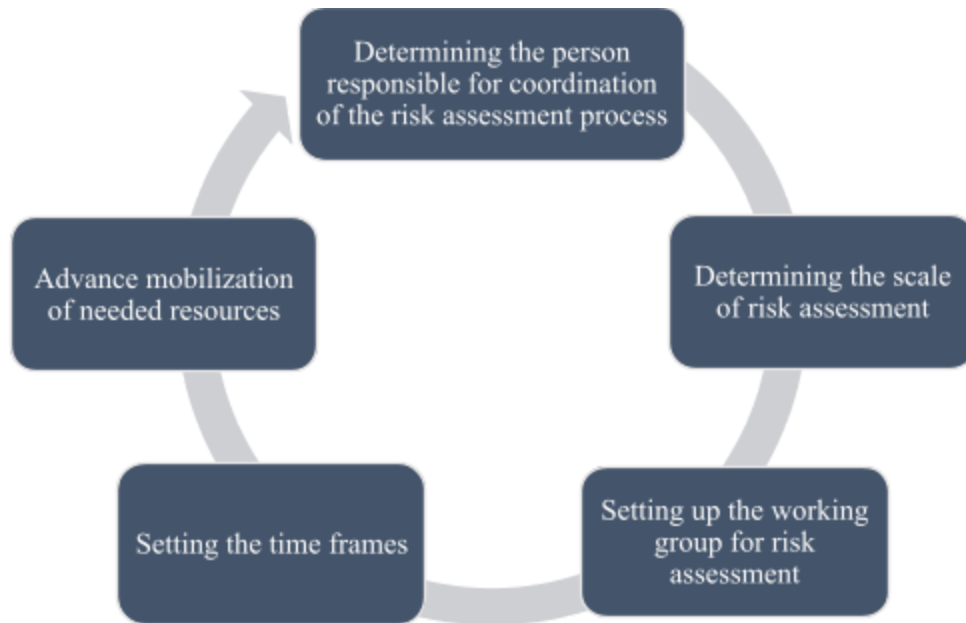 Determining the person
responsible for coordination
of the risk assessment process
Determining the scale
of risk assessment
Setting up the working
group for risk
assessment
Setting the time frames
Advance mobilization
of needed resources